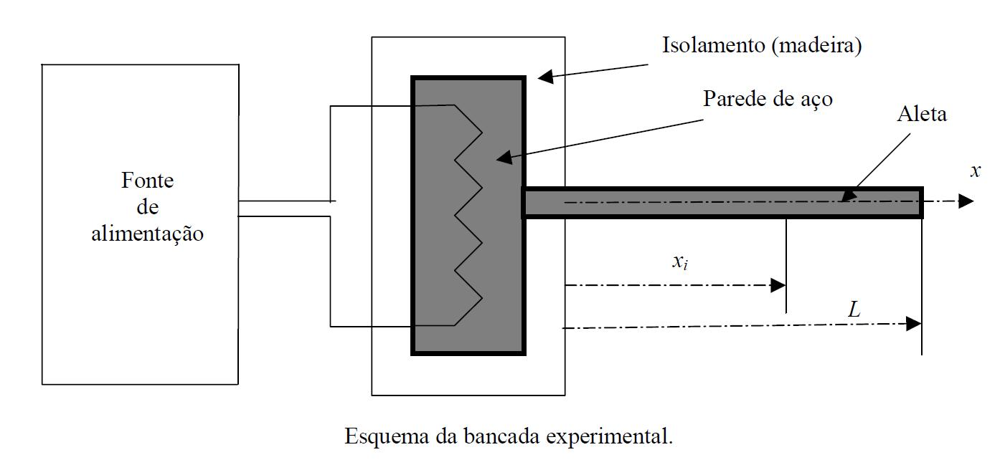 Isolamento (madeira)
Parede de aço
Aleta
x
Fonte
de
alimentação
xi
L
Esquema da bancada experimental.